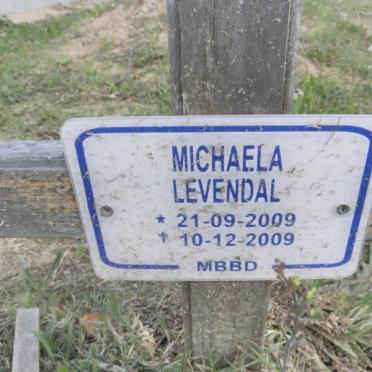 MICHAELA
LEVENDAL
★ 21-09-2009
† 10-12-2009
MBBD